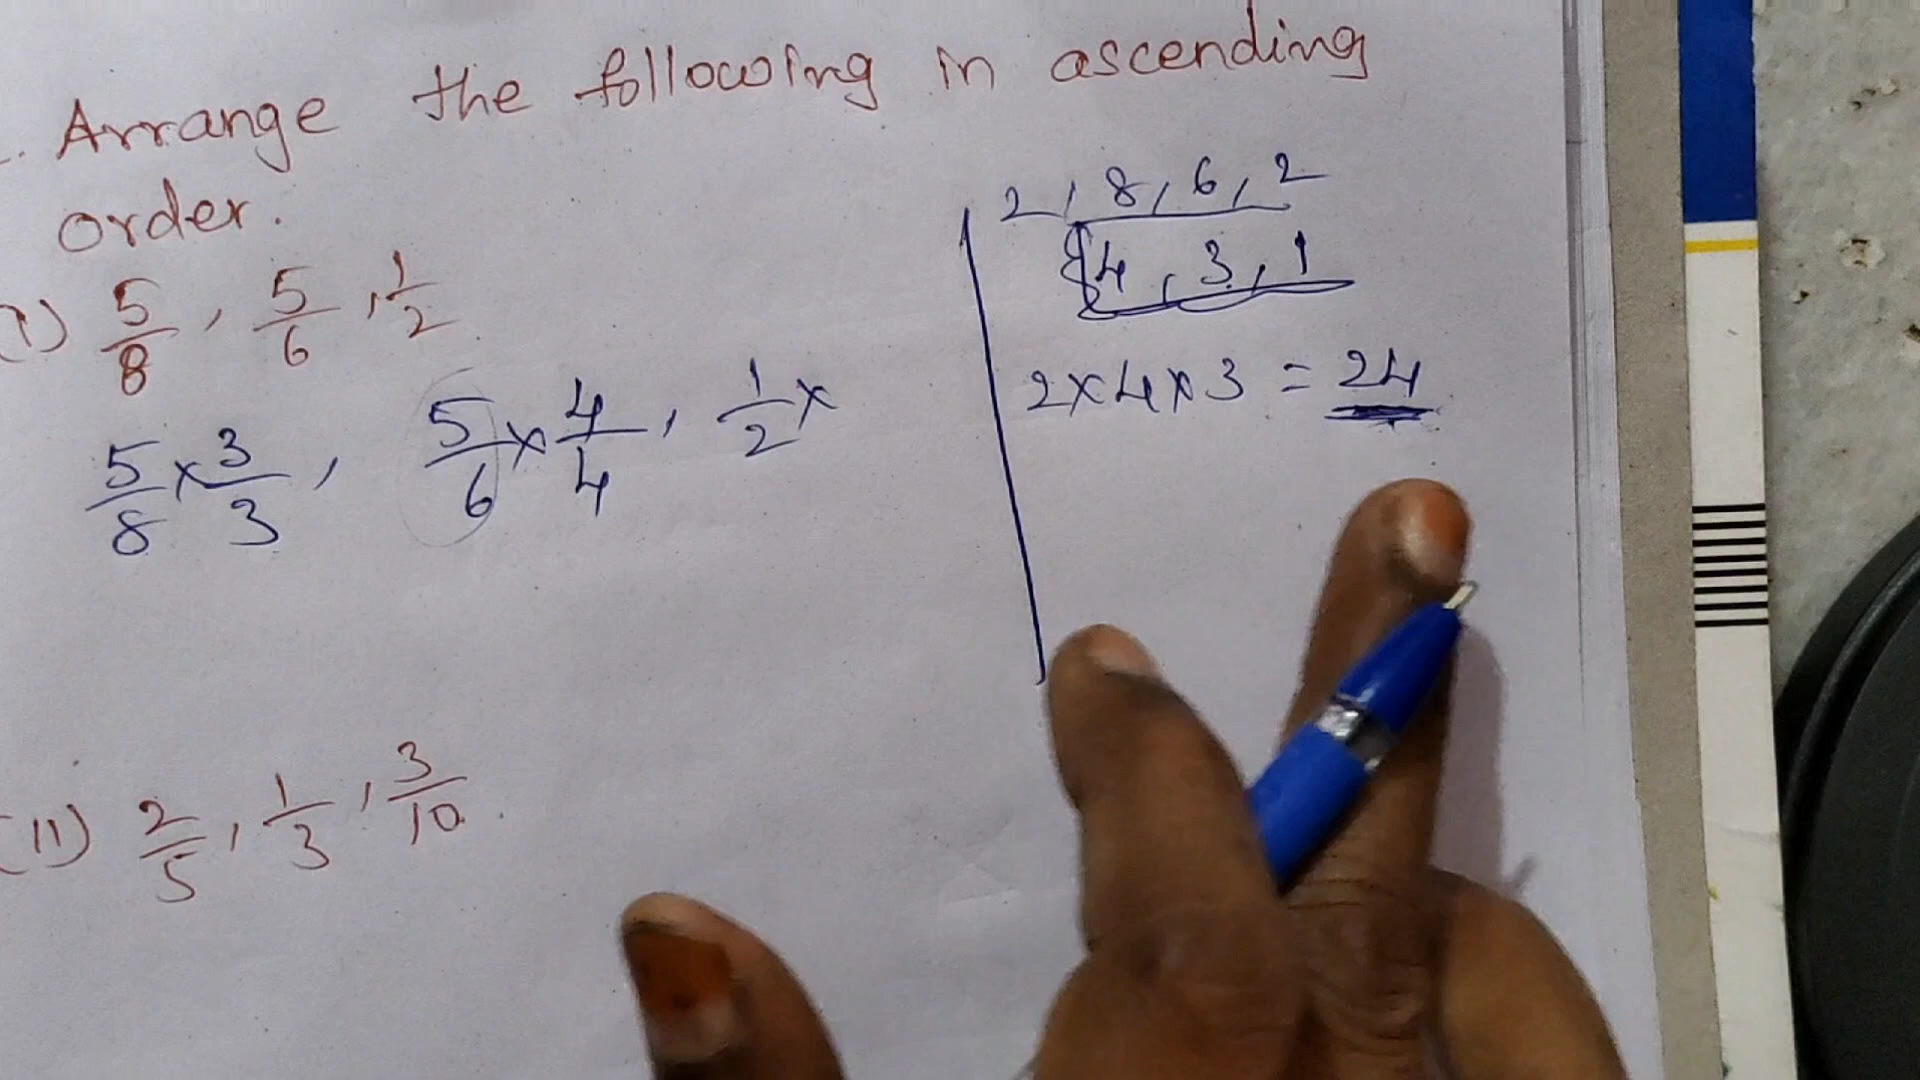 Arrange the following in ascending
order.
(I) 5/8, 5/6, 1/2
5/8 × 3/3, 5/6 × 4/4, 1/2 ×
(II) 2/5, 1/3, 3/10.
2, 8, 6, 2
4, 3, 1
2×4×3 = 24